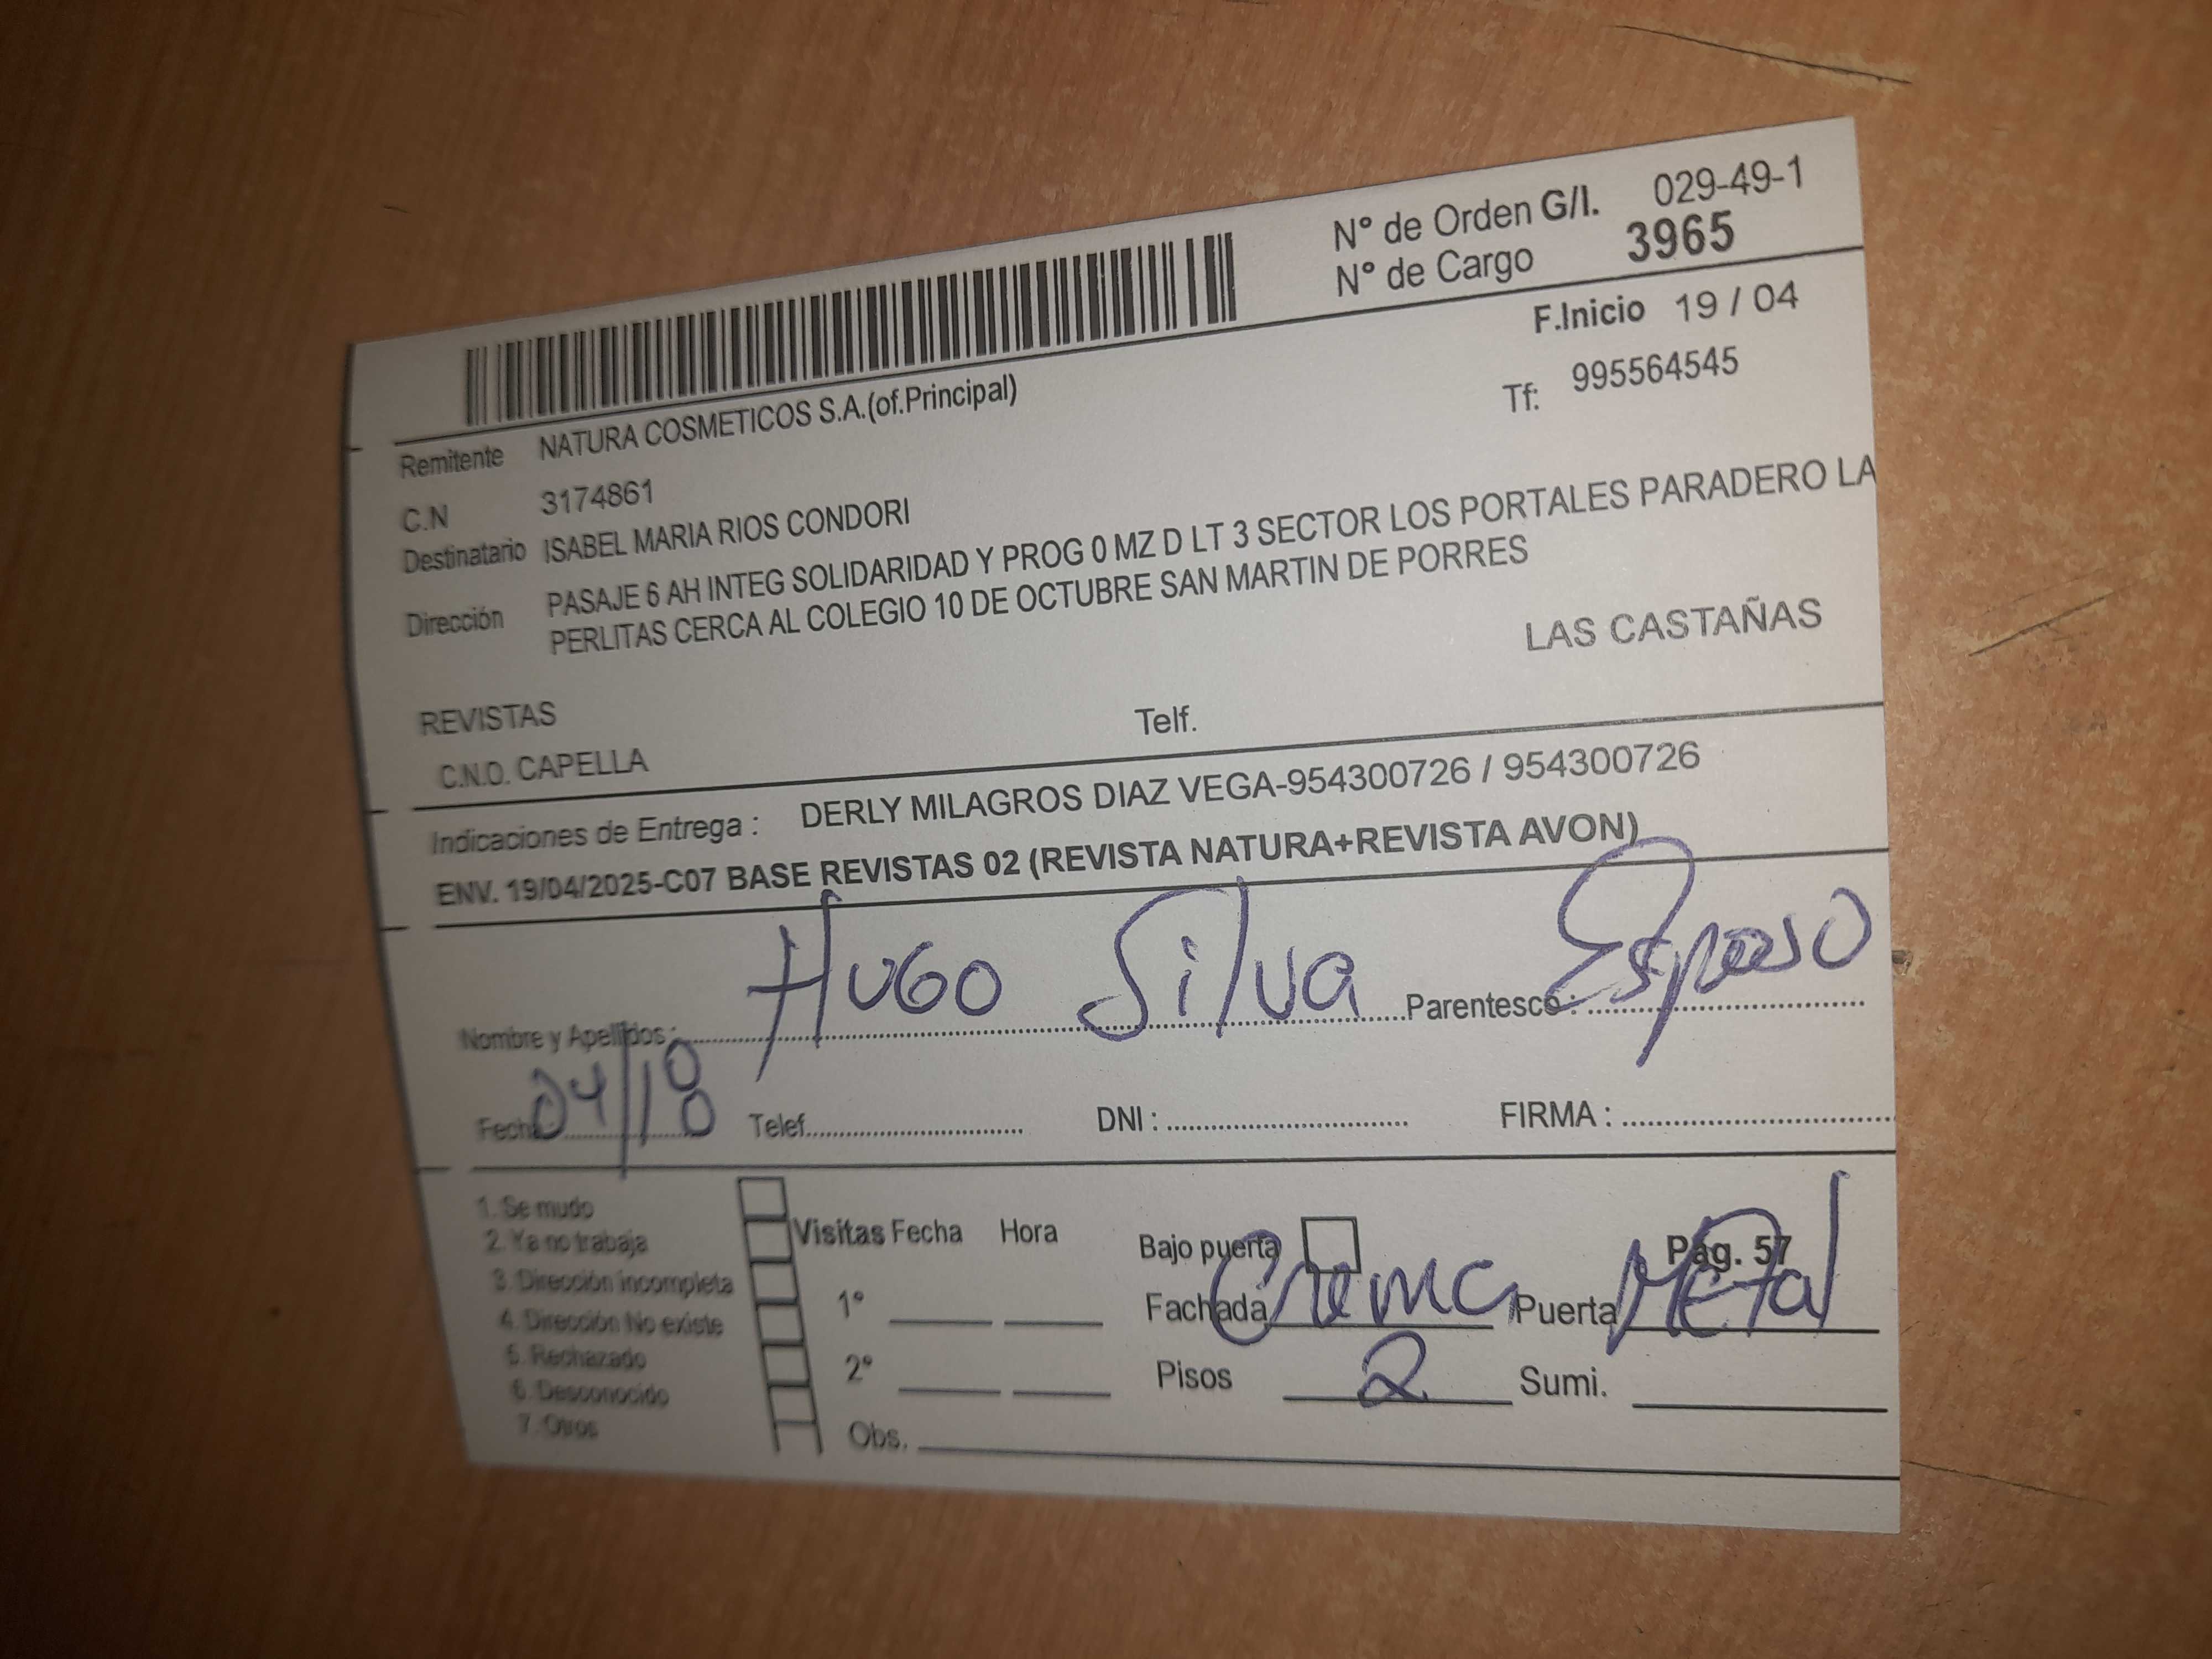 N° de Orden G/I. 029-49-1
N° de Cargo 3965
F.Inicio 19 / 04
Remitente NATURA COSMETICOS S.A.(of.Principal)
Tf: 995564545
C.N 3174861
Destinatario ISABEL MARIA RIOS CONDORI
Dirección PASAJE 6 AH INTEG SOLIDARIDAD Y PROG 0 MZ D LT 3 SECTOR LOS PORTALES PARADERO LA
PERLITAS CERCA AL COLEGIO 10 DE OCTUBRE SAN MARTIN DE PORRES
LAS CASTAÑAS
REVISTAS
Telf.
C.N.O. CAPELLA
Indicaciones de Entrega : DERLY MILAGROS DIAZ VEGA-954300726 / 954300726
ENV. 19/04/2025-C07 BASE REVISTAS 02 (REVISTA NATURA+REVISTA AVON)
Nombre y Apellidos : Hugo Silva Parentesco : Esposo
Fecha Telef. DNI : FIRMA :
1. Se mudo
2. Ya no trabaja
3. Dirección incompleta
4. Dirección No existe
5. Rechazado
6. Desconocido
7. Otros
Visitas Fecha Hora
1°
2°
Obs.
Bajo puerta Pág. 57
Fachada Crema Puerta Metal
Pisos 2 Sumi.